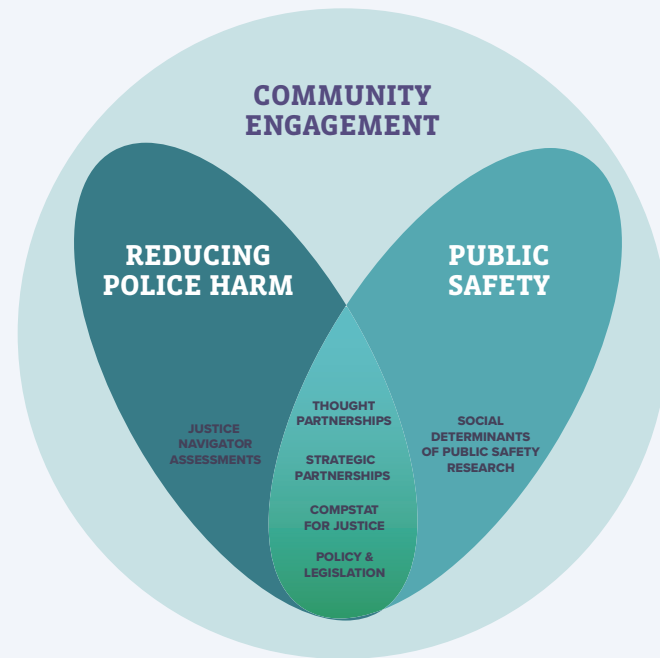 COMMUNITY
ENGAGEMENT
REDUCING
POLICE HARM
PUBLIC
SAFETY
JUSTICE
NAVIGATOR
ASSESSMENTS
THOUGHT
PARTNERSHIPS
STRATEGIC
PARTNERSHIPS
COMPSTAT
FOR JUSTICE
POLICY &
LEGISLATION
SOCIAL
DETERMINANTS
OF PUBLIC SAFETY
RESEARCH